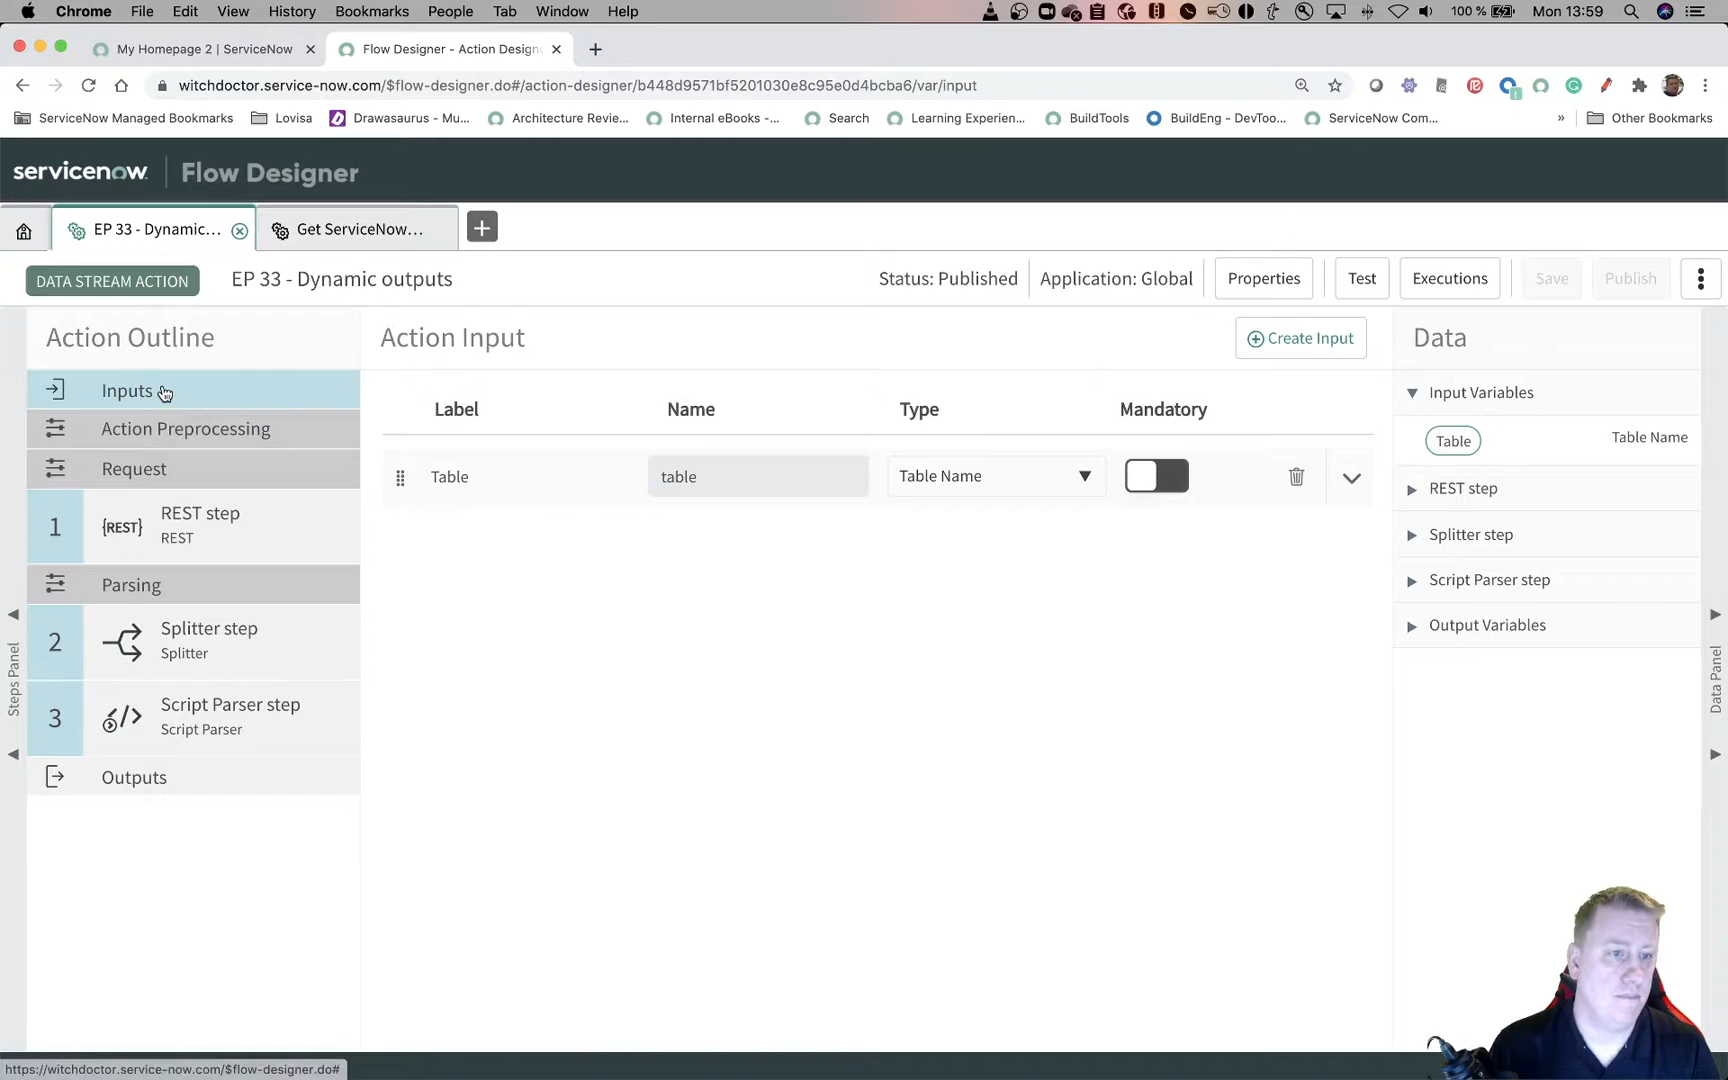 Chrome File Edit View History Bookmarks People Tab Window Help 100 % Mon 13:59
My Homepage 2 | ServiceNow Flow Designer - Action Design
witchdoctor.service-now.com/$flow-designer.do#/action-designer/b448d9571bf5201030e8c95e0d4bcba6/var/input
ServiceNow Managed Bookmarks Lovisa Drawasaurus - Mu... Architecture Revie... Internal eBooks -... Search Learning Experien... BuildTools BuildEng - DevToo... ServiceNow Com... » Other Bookmarks
servicenow Flow Designer
EP 33 - Dynamic... Get ServiceNow...
DATA STREAM ACTION EP 33 - Dynamic outputs Status: Published Application: Global Properties Test Executions Save Publish
Action Outline Action Input Create Input Data
Inputs Input Variables
Label Name Type Mandatory
Action Preprocessing Table Table Name
Request Table table Table Name
REST step
1 {REST} REST step
REST
Splitter step
Parsing Script Parser step
2 Splitter step Output Variables
Splitter
3 Script Parser step
Script Parser
Outputs
Steps Panel
Data Panel
https://witchdoctor.service-now.com/$flow-designer.do#